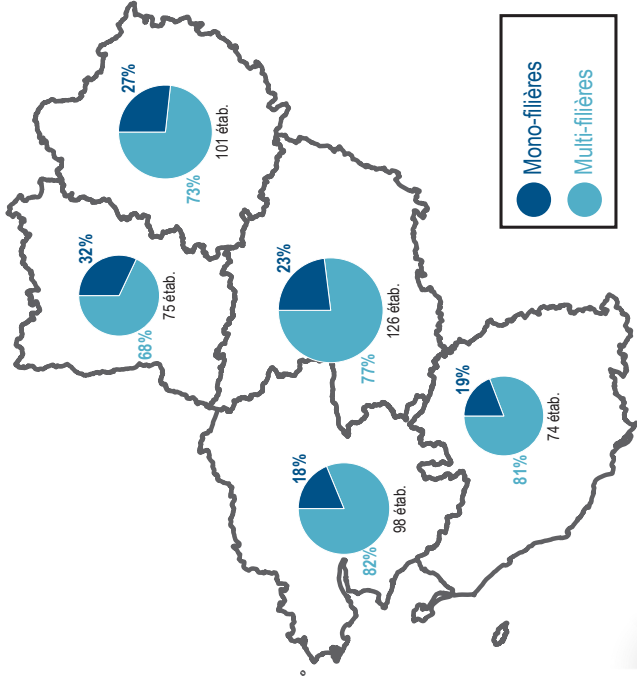 32%
68%
75 étab.
27%
73%
101 étab.
18%
82%
98 étab.
23%
77%
126 étab.
19%
81%
74 étab.
Mono-filières
Multi-filières